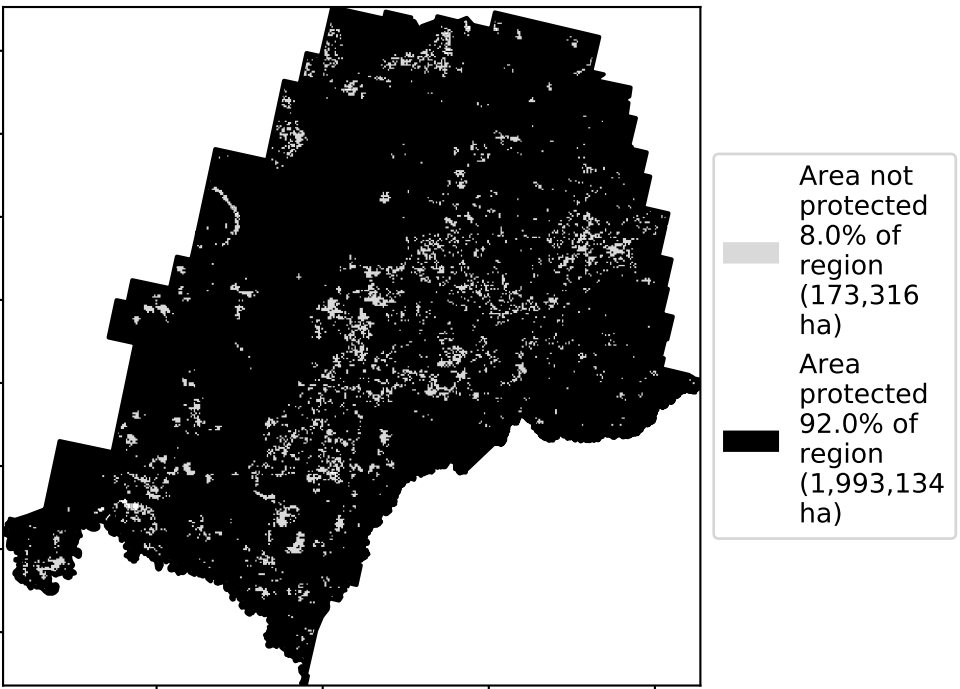 Area not
protected
8.0% of
region
(173,316
ha)
Area
protected
92.0% of
region
(1,993,134
ha)